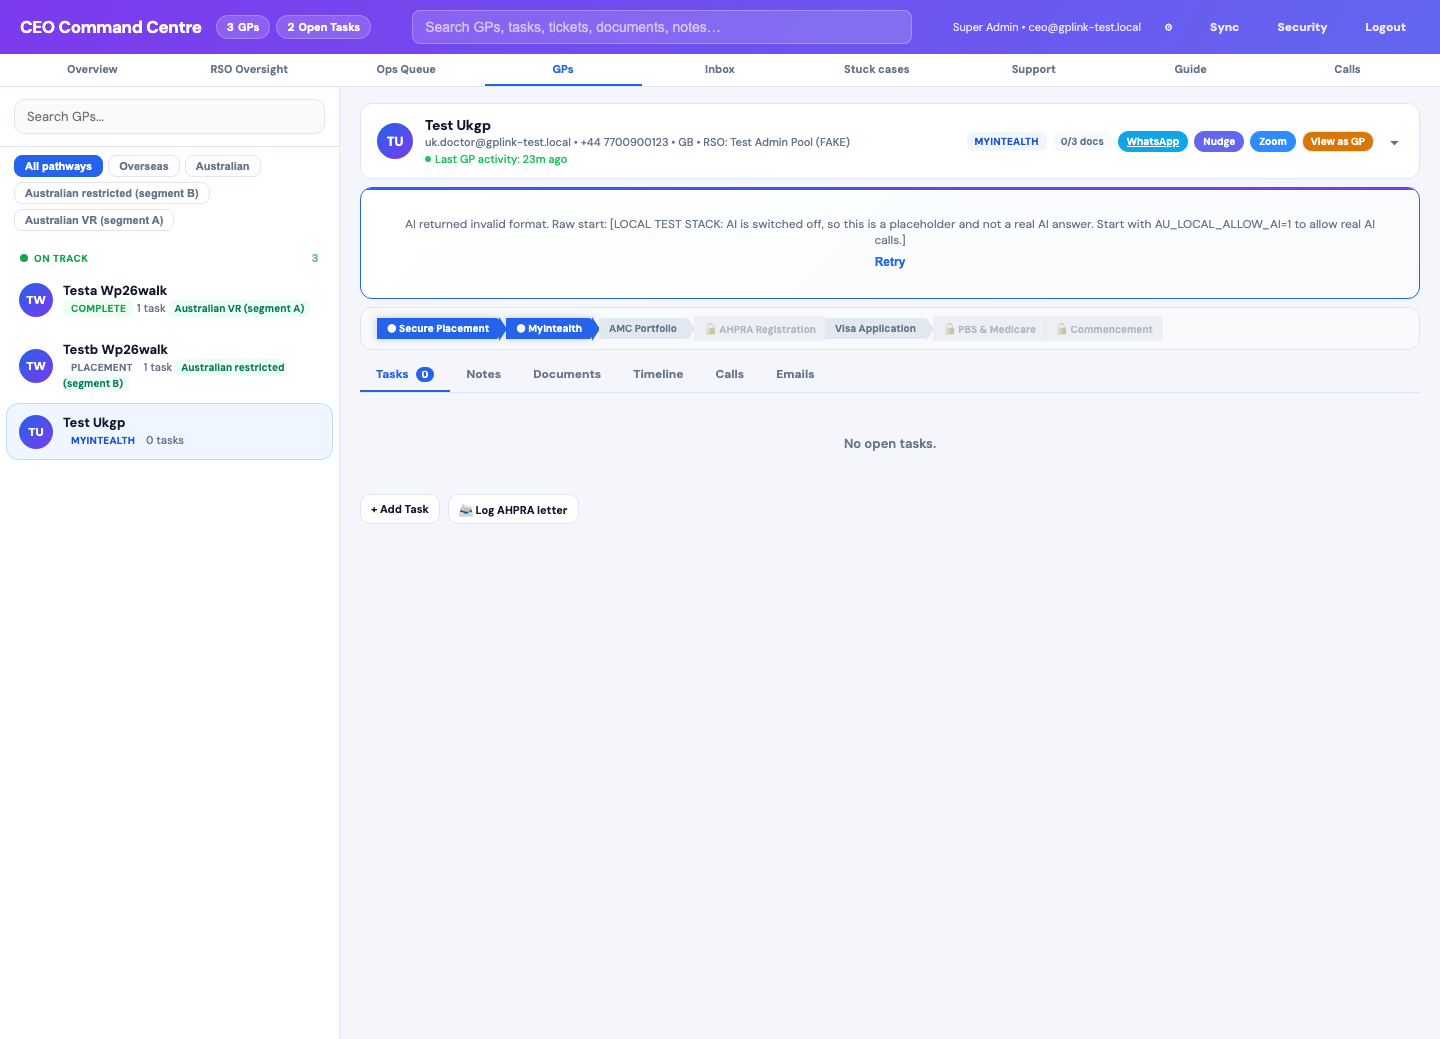 CEO Command Centre
3 GPs
2 Open Tasks
Search GPs, tasks, tickets, documents, notes...
Super Admin • ceo@gplink-test.local
Sync
Security
Logout
Overview
RSO Oversight
Ops Queue
GPs
Inbox
Stuck cases
Support
Guide
Calls
Search GPs...
All pathways
Overseas
Australian
Australian restricted (segment B)
Australian VR (segment A)
ON TRACK
3
TW
Testa Wp26walk
COMPLETE 1 task Australian VR (segment A)
TW
Testb Wp26walk
PLACEMENT 1 task Australian restricted
(segment B)
TU
Test Ukgp
MYINTEALTH 0 tasks
TU
Test Ukgp
uk.doctor@gplink-test.local • +44 7700900123 • GB • RSO: Test Admin Pool (FAKE)
Last GP activity: 23m ago
MYINTEALTH
0/3 docs
WhatsApp
Nudge
Zoom
View as GP
AI returned invalid format. Raw start: [LOCAL TEST STACK: AI is switched off, so this is a placeholder and not a real AI answer. Start with AU_LOCAL_ALLOW_AI=1 to allow real AI
calls.]
Retry
Secure Placement
MyIntealth
AMC Portfolio
AHPRA Registration
Visa Application
PBS & Medicare
Commencement
Tasks 0
Notes
Documents
Timeline
Calls
Emails
No open tasks.
+ Add Task
Log AHPRA letter